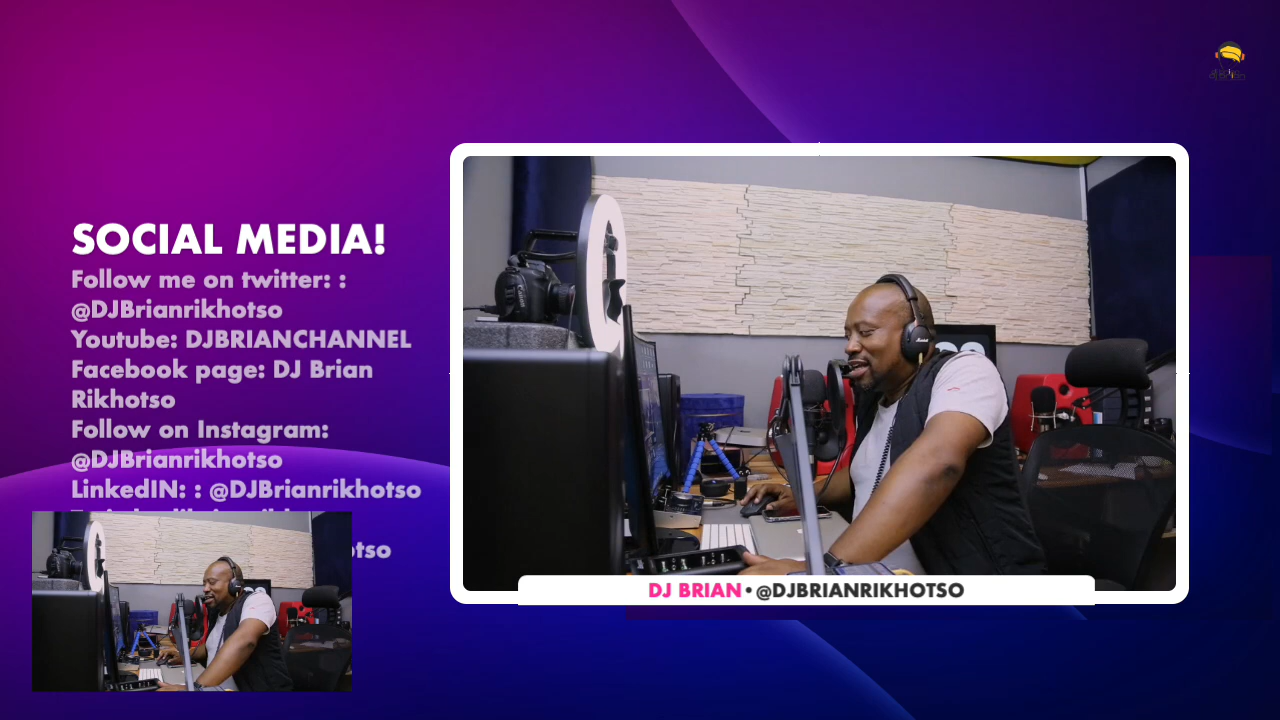 SOCIAL MEDIA!
Follow me on twitter: :
@DJBrianrikhotso
Youtube: DJBRIANCHANNEL
Facebook page: DJ Brian
Rikhotso
Follow on Instagram:
@DJBrianrikhotso
LinkedIN: : @DJBrianrikhotso
DJ BRIAN • @DJBRIANRIKHOTSO